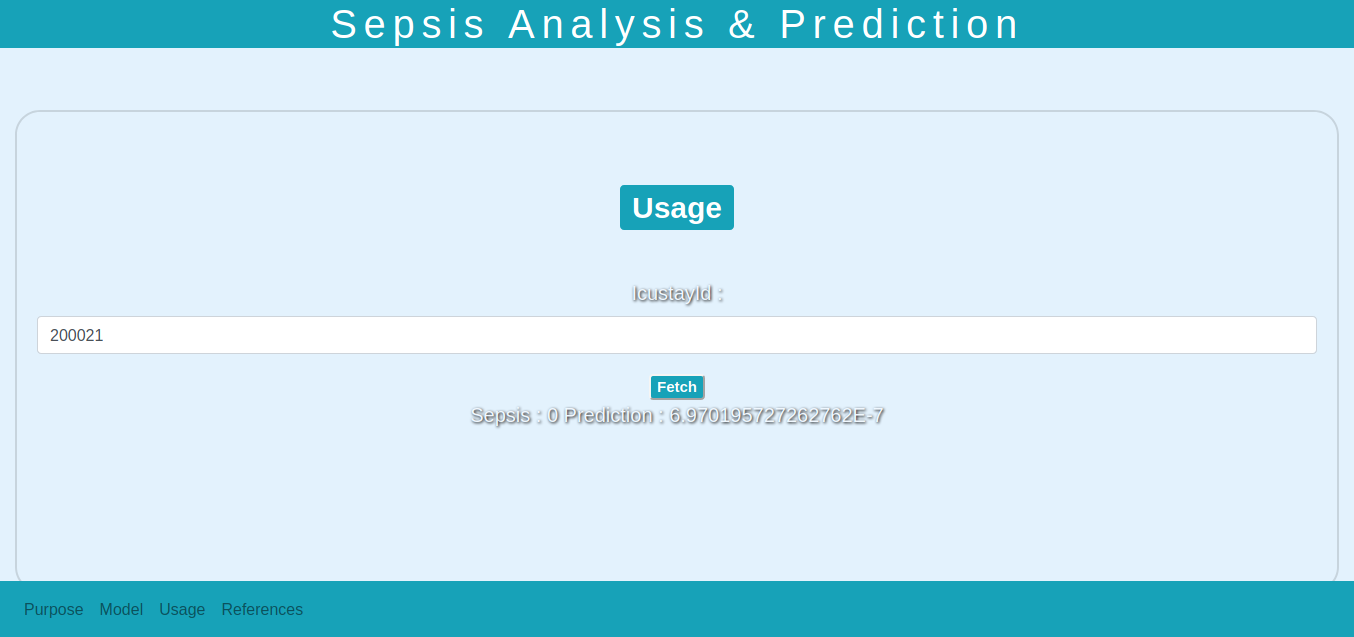 Sepsis Analysis & Prediction
Usage
IcustayId :
200021
Fetch
Sepsis : 0 Prediction : 6.970195727262762E-7
Purpose Model Usage References